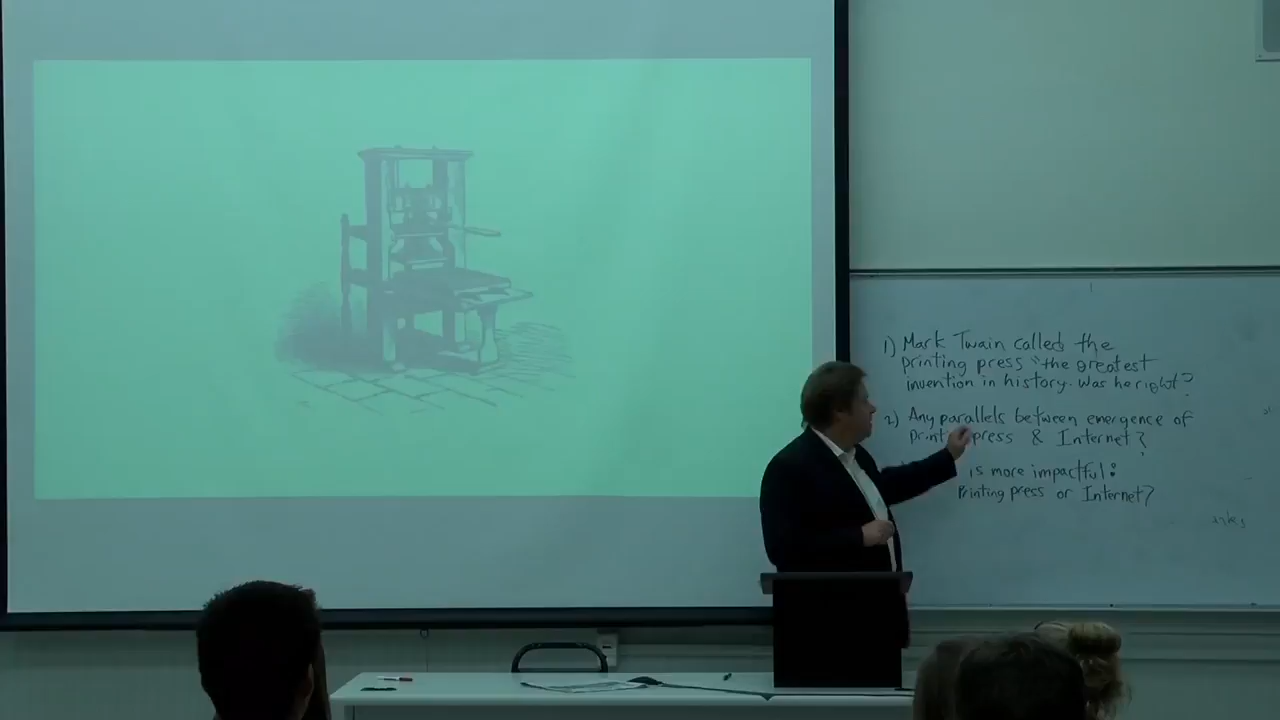 1) Mark Twain called the
printing press "the greatest
invention in history. Was he right?
2) Any parallels between emergence of
print press & Internet?
is more impactful:
Printing press or Internet?